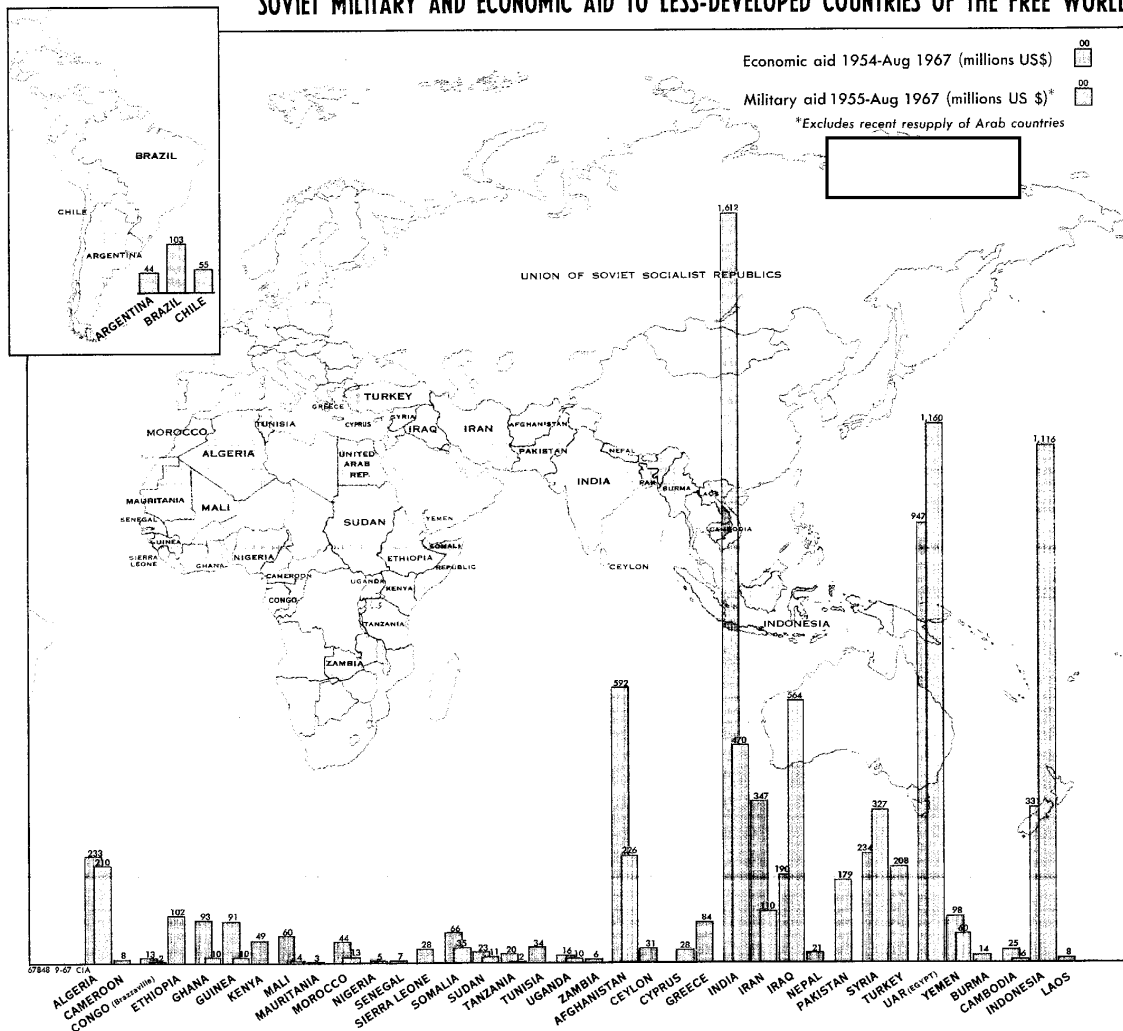 SOVIET MILITARY AND ECONOMIC AID TO LESS-DEVELOPED COUNTRIES OF THE FREE WORLD
Economic aid 1954-Aug 1967 (millions US$)
00
Military aid 1955-Aug 1967 (millions US $)*
00
*Excludes recent resupply of Arab countries
BRAZIL
CHILE
ARGENTINA
44
103
55
ARGENTINA
BRAZIL
CHILE
UNION OF SOVIET SOCIALIST REPUBLICS
TURKEY
GREECE
CYPRUS
SYRIA
IRAQ
IRAN
AFGHANISTAN
PAKISTAN
NEPAL
INDIA
PAK
BURMA
LAOS
CAMBODIA
CEYLON
INDONESIA
MOROCCO
TUNISIA
ALGERIA
UNITED
ARAB
REP.
MAURITANIA
MALI
SENEGAL
GUINEA
SIERRA
LEONE
GHANA
NIGERIA
SUDAN
YEMEN
SOMALI
REPUBLIC
ETHIOPIA
CAMEROON
UGANDA
KENYA
CONGO
TANZANIA
ZAMBIA
233
210
8
13
102
93
10
91
10
49
60
4
3
44
13
5
7
28
66
35
23
11
20
2
34
16
10
6
592
226
31
28
84
1,612
470
347
110
190
564
21
179
234
327
208
947
1,160
98
60
14
25
331
1,116
8
67848 9-67 CIA
ALGERIA
CAMEROON
CONGO (Brazzaville)
ETHIOPIA
GHANA
GUINEA
KENYA
MALI
MAURITANIA
MOROCCO
NIGERIA
SENEGAL
SIERRA LEONE
SOMALIA
SUDAN
TANZANIA
TUNISIA
UGANDA
ZAMBIA
AFGHANISTAN
CEYLON
CYPRUS
GREECE
INDIA
IRAN
IRAQ
NEPAL
PAKISTAN
SYRIA
TURKEY
UAR (EGYPT)
YEMEN
BURMA
CAMBODIA
INDONESIA
LAOS